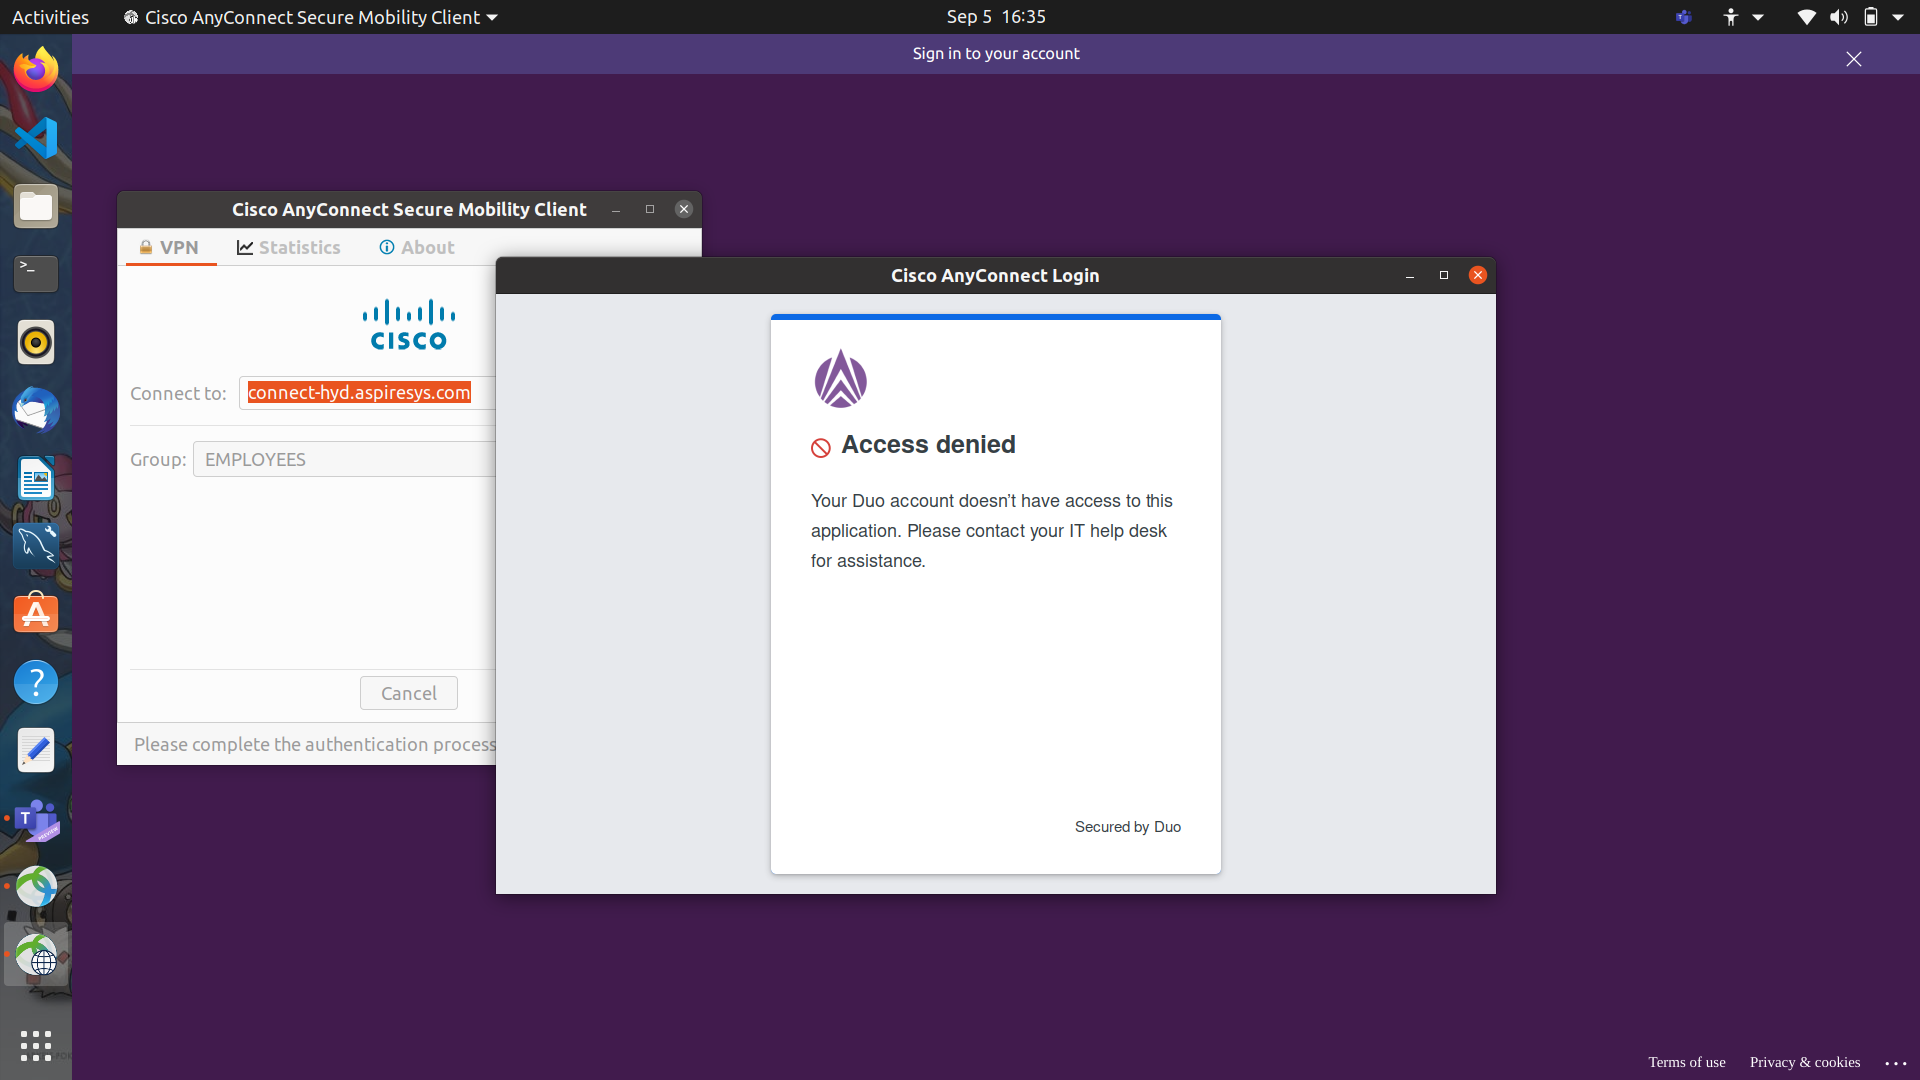 Activities
Cisco AnyConnect Secure Mobility Client
Sep 5 16:35
Sign in to your account
Cisco AnyConnect Secure Mobility Client
VPN
Statistics
About
CISCO
Connect to:
connect-hyd.aspiresys.com
Group:
EMPLOYEES
Cancel
Please complete the authentication process
Cisco AnyConnect Login
Access denied
Your Duo account doesn't have access to this
application. Please contact your IT help desk
for assistance.
Secured by Duo
Terms of use
Privacy & cookies